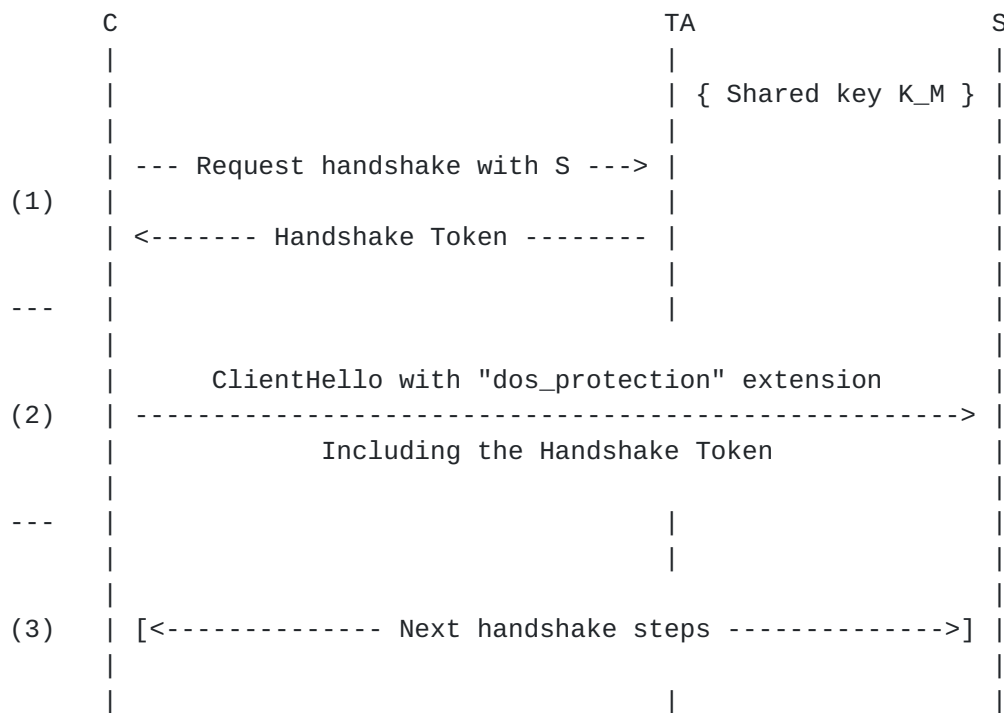 C TA S
| | |
| | { Shared key K_M } |
| | |
| --- Request handshake with S ---> | |
(1) | | |
| <------- Handshake Token -------- | |
| | |
--- | | |
| |
| ClientHello with "dos_protection" extension |
(2) | -----------------------------------------------------> |
| Including the Handshake Token |
| |
--- | | |
| | |
| |
(3) | [<-------------- Next handshake steps -------------->] |
| |
| | |